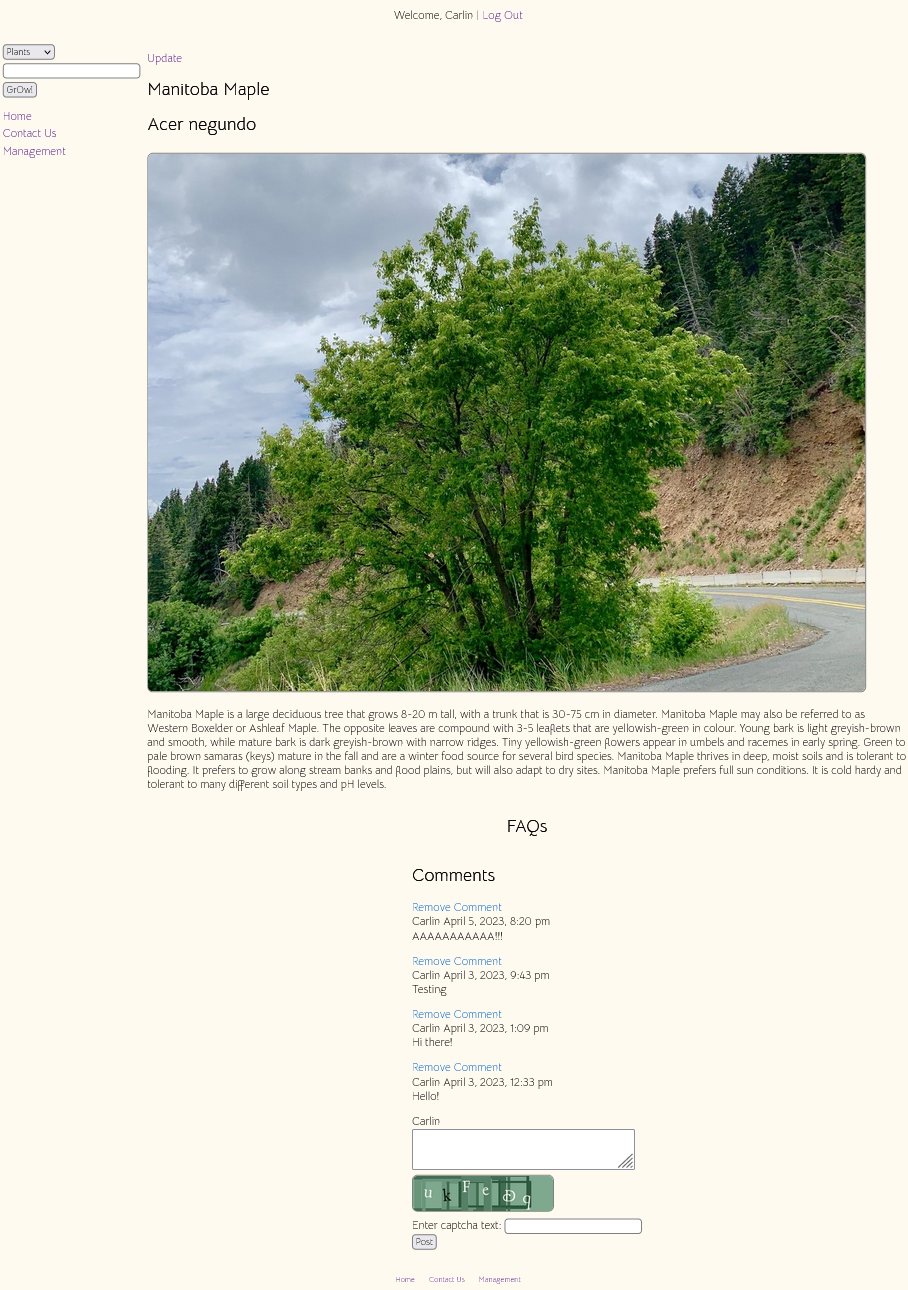 Welcome, Carlin | Log Out
Plants
GrOw!
Home
Contact Us
Management
Update
Manitoba Maple
Acer negundo
Manitoba Maple is a large deciduous tree that grows 8-20 m tall, with a trunk that is 30-75 cm in diameter. Manitoba Maple may also be referred to as
Western Boxelder or Ashleaf Maple. The opposite leaves are compound with 3-5 leaflets that are yellowish-green in colour. Young bark is light greyish-brown
and smooth, while mature bark is dark greyish-brown with narrow ridges. Tiny yellowish-green flowers appear in umbels and racemes in early spring. Green to
pale brown samaras (keys) mature in the fall and are a winter food source for several bird species. Manitoba Maple thrives in deep, moist soils and is tolerant to
flooding. It prefers to grow along stream banks and flood plains, but will also adapt to dry sites. Manitoba Maple prefers full sun conditions. It is cold hardy and
tolerant to many different soil types and pH levels.
FAQs
Comments
Remove Comment
Carlin April 5, 2023, 8:20 pm
AAAAAAAAAAA!!!
Remove Comment
Carlin April 3, 2023, 9:43 pm
Testing
Remove Comment
Carlin April 3, 2023, 1:09 pm
Hi there!
Remove Comment
Carlin April 3, 2023, 12:33 pm
Hello!
Carlin
Enter captcha text:
Post
Home Contact Us Management